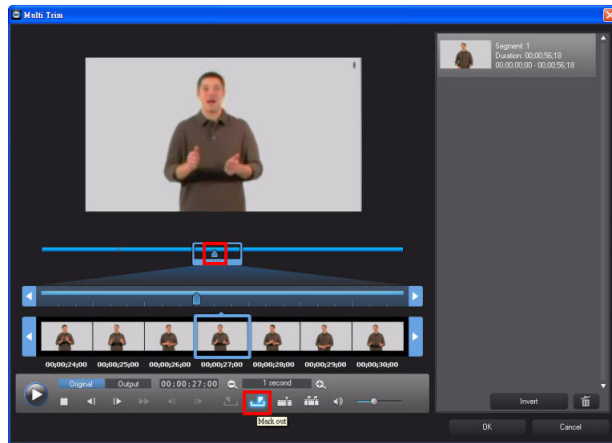 Multi Trim
Segment: 1
Duration: 00;00;56;18
00:00:00;00 - 00:00;56;18
00;00;24;00 00;00;25;00 00;00;26;00 00;00;27;00 00;00;28;00 00;00;29;00 00;00;30;00
Original Output 00:00:27:00 1 second
Mark out
Invert
OK Cancel